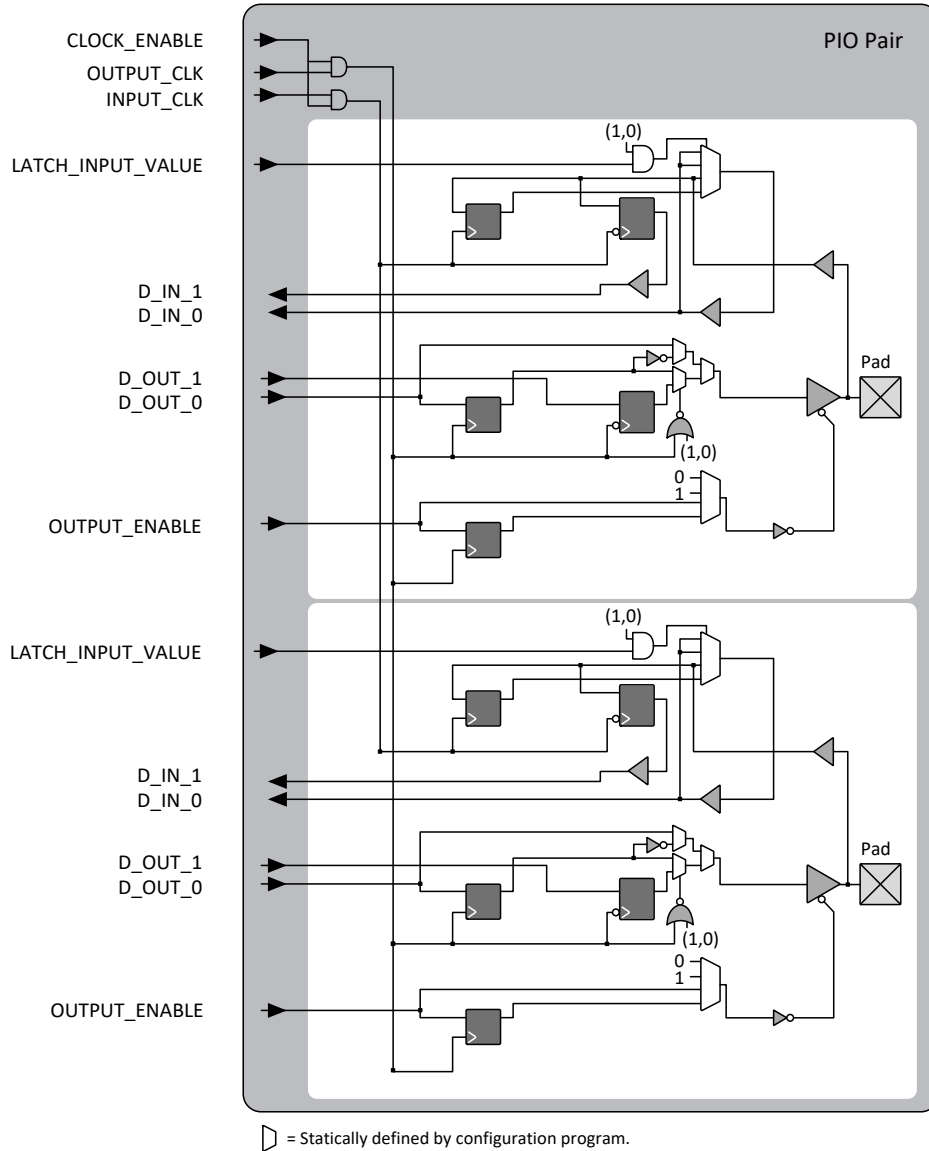 PIO Pair
CLOCK_ENABLE
OUTPUT_CLK
INPUT_CLK
(1,0)
LATCH_INPUT_VALUE
D_IN_1
D_IN_0
Pad
D_OUT_1
D_OUT_0
(1,0)
0
1
OUTPUT_ENABLE
(1,0)
LATCH_INPUT_VALUE
D_IN_1
D_IN_0
Pad
D_OUT_1
D_OUT_0
(1,0)
0
1
OUTPUT_ENABLE
= Statically defined by configuration program.